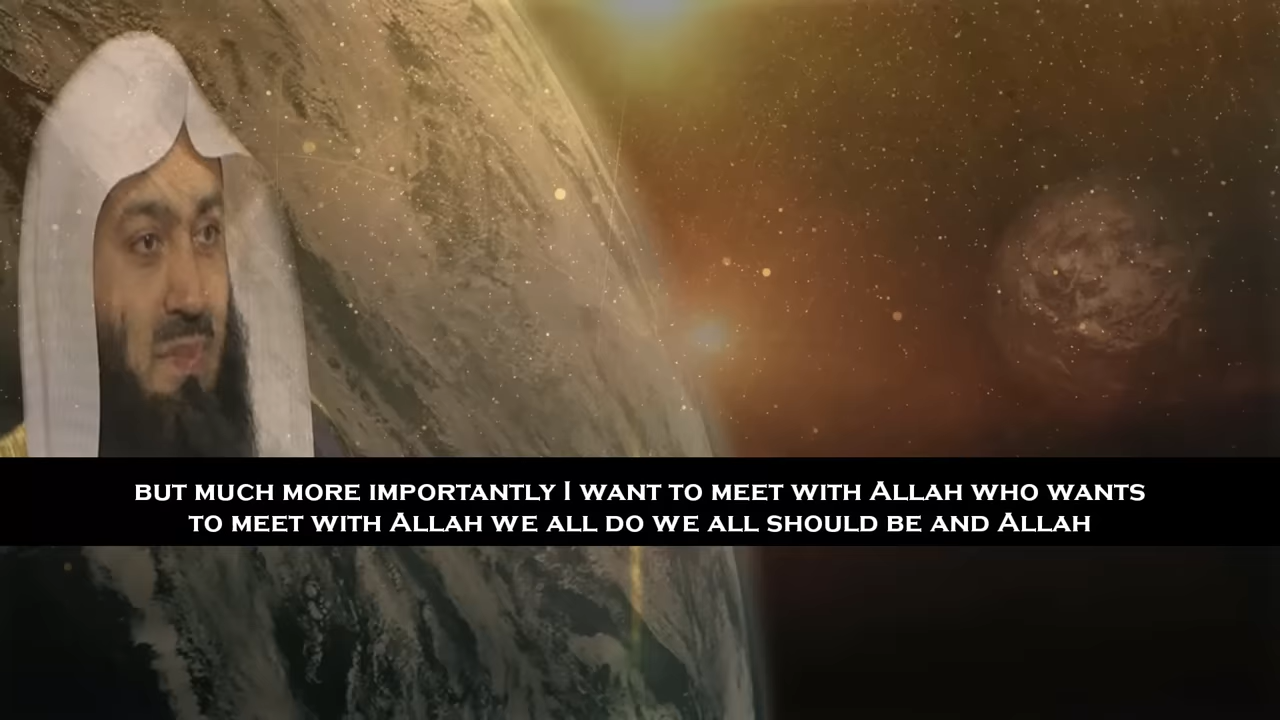 but much more importantly I want to meet with Allah who wants
to meet with Allah we all do we all should be and Allah